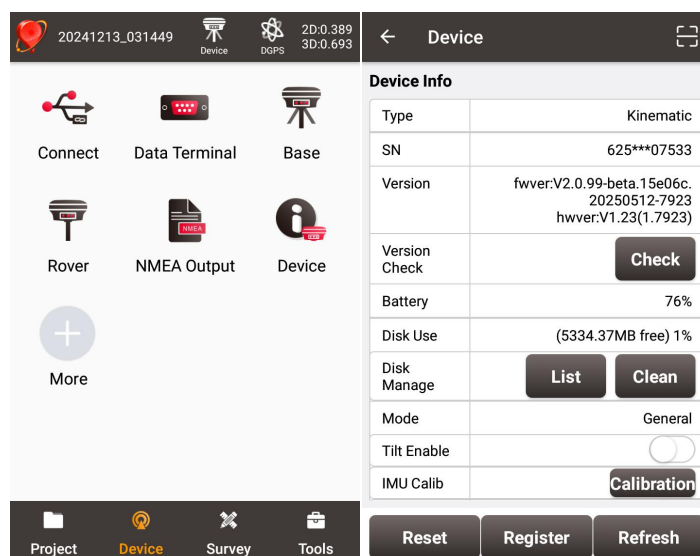 20241213_031449
Device
DGPS
2D:0.389
3D:0.693
Connect
Data Terminal
Base
Rover
NMEA
NMEA Output
Device
More
Project
Device
Survey
Tools
Device
Device Info
Type
Kinematic
SN
625***07533
Version
fwver:V2.0.99-beta.15e06c.
20250512-7923
hwver:V1.23(1.7923)
Version
Check
Check
Battery
76%
Disk Use
(5334.37MB free) 1%
Disk
Manage
List
Clean
Mode
General
Tilt Enable
IMU Calib
Calibration
Reset
Register
Refresh